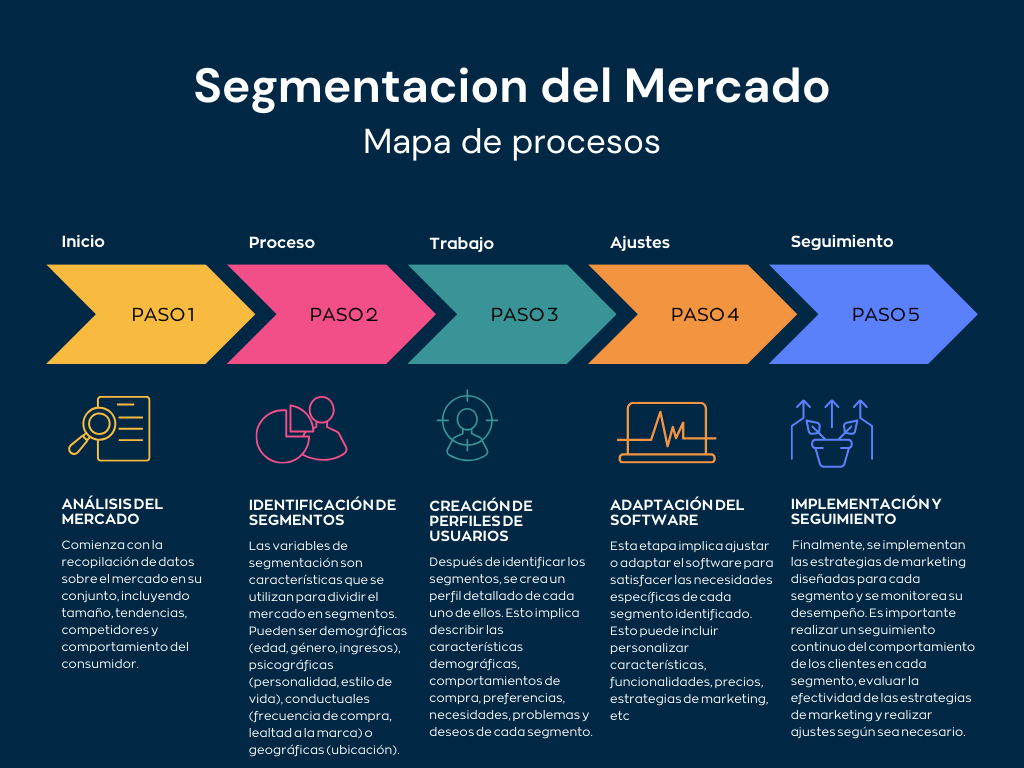 Segmentacion del Mercado
Mapa de procesos
Inicio
Proceso
Trabajo
Ajustes
Seguimiento
PASO 1
PASO 2
PASO 3
PASO 4
PASO 5
ANÁLISIS DEL
MERCADO
Comienza con la
recopilación de datos
sobre el mercado en su
conjunto, incluyendo
tamaño, tendencias,
competidores y
comportamiento del
consumidor.
IDENTIFICACIÓN DE
SEGMENTOS
Las variables de
segmentación son
características que se
utilizan para dividir el
mercado en segmentos.
Pueden ser demográficas
(edad, género, ingresos),
psicográficas
(personalidad, estilo de
vida), conductuales
(frecuencia de compra,
lealtad a la marca) o
geográficas (ubicación).
CREACIÓN DE
PERFILES DE
USUARIOS
Después de identificar los
segmentos, se crea un
perfil detallado de cada
uno de ellos. Esto implica
describir las
características
demográficas,
comportamientos de
compra, preferencias,
necesidades, problemas y
deseos de cada segmento.
ADAPTACIÓN DEL
SOFTWARE
Esta etapa implica ajustar
o adaptar el software para
satisfacer las necesidades
específicas de cada
segmento identificado.
Esto puede incluir
personalizar
características,
funcionalidades, precios,
estrategias de marketing,
etc
IMPLEMENTACIÓN Y
SEGUIMIENTO
Finalmente, se implementan
las estrategias de marketing
diseñadas para cada
segmento y se monitorea su
desempeño. Es importante
realizar un seguimiento
continuo del comportamiento
de los clientes en cada
segmento, evaluar la
efectividad de las estrategias
de marketing y realizar
ajustes según sea necesario.